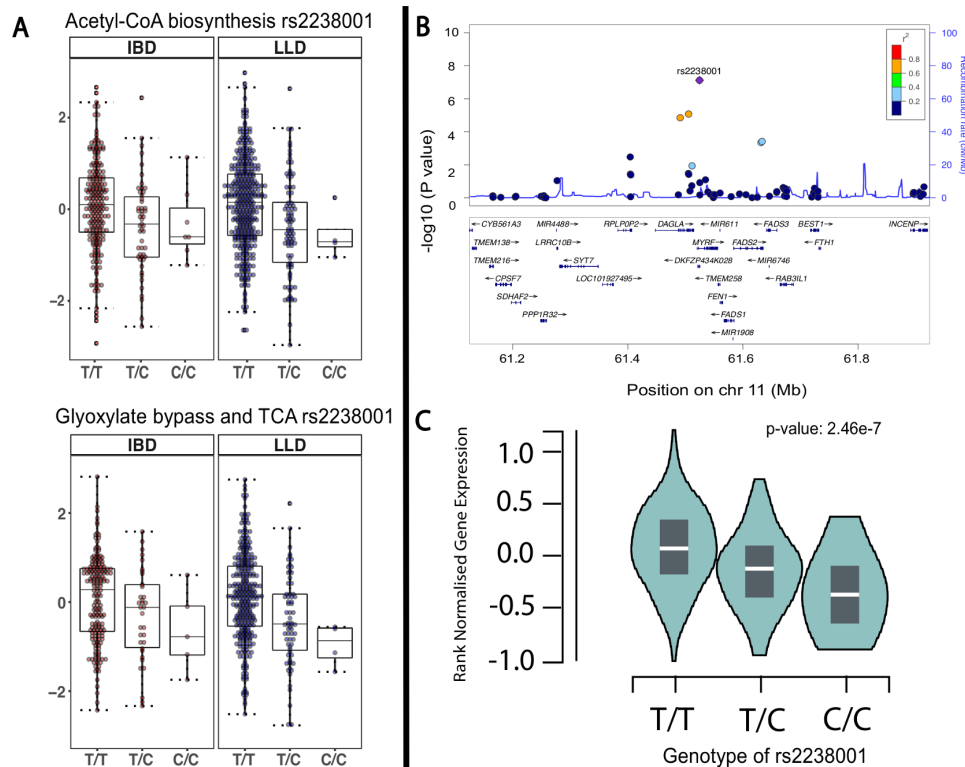 A
Acetyl-CoA biosynthesis rs2238001
IBD LLD
2
0
−2
T/T T/C C/C T/T T/C C/C
Glyoxylate bypass and TCA rs2238001
IBD LLD
2
0
−2
T/T T/C C/C T/T T/C C/C
B
10
8
6
4
2
0
-log10 (P value)
rs2238001
r²
0.8
0.6
0.4
0.2
100
80
60
40
20
0
Recombination rate (cM/Mb)
←CYB561A3 MIR4488→ RPLP0P2→ DAGLA→ ←MIR611 ←FADS3 BEST1→ INCENP→
←TMEM138 LRRC10B→ MYRF→ FADS2→ ←FTH1
TMEM216→ ←SYT7 ←DKFZP434K028 ←MIR6746
←CPSF7 LOC101927495→ ←TMEM258 ←RAB3IL1
SDHAF2→ FEN1→
PPP1R32→ ←FADS1
←MIR1908
61.2 61.4 61.6 61.8
Position on chr 11 (Mb)
C
p-value: 2.46e-7
Rank Normalised Gene Expression
1.0
0.5
0.0
-0.5
-1.0
T/T T/C C/C
Genotype of rs2238001